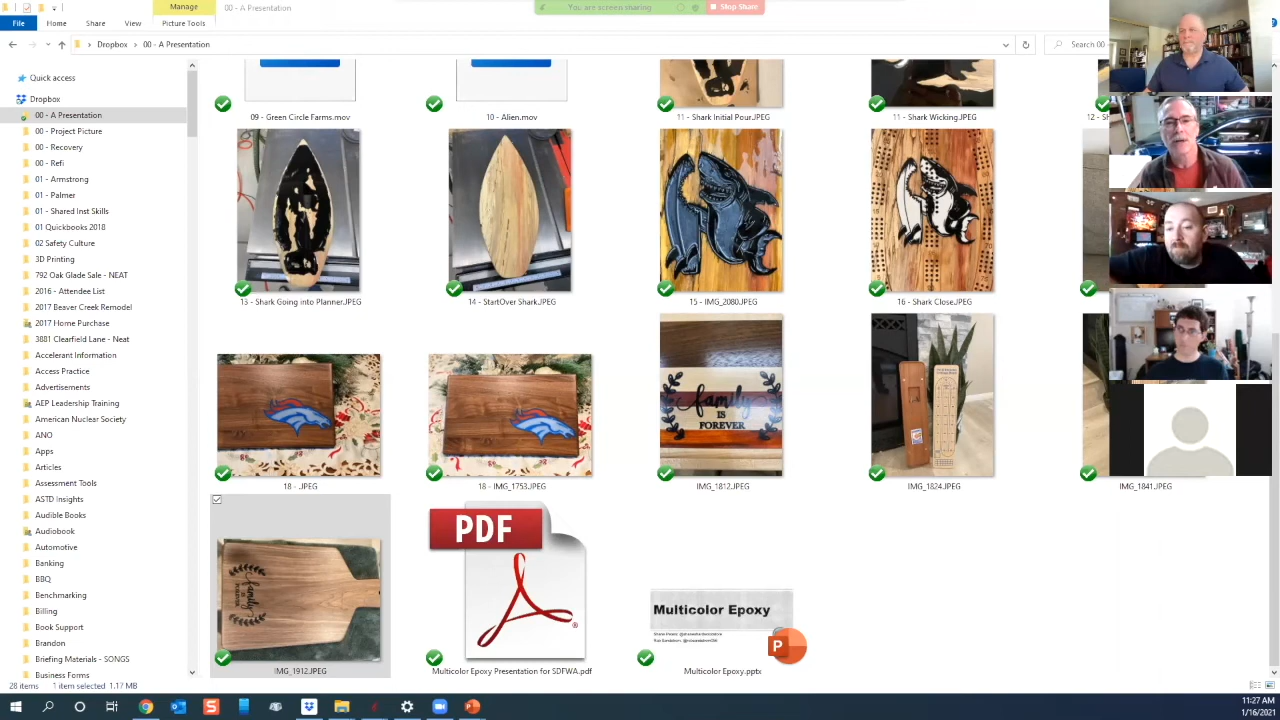 Manage
00 - A Presentation
You are screen sharing
Stop Share
File
Home
Share
View
Picture Tools
Dropbox
00 - A Presentation
Search 00
Quick access
Dropbox
00 - A Presentation
00 - Project Picture
00 - Recovery
00 - Refi
01 - Armstrong
01 - Palmer
01 - Shared Inst Skills
01 Quickbooks 2018
02 Safety Culture
3D Printing
792 Oak Glade Sale - NEAT
2016 - Attendee List
2017 Beaver Creek Remodel
2017 Home Purchase
3881 Clearfield Lane - Neat
Accelerant Information
Access Practice
Advertisements
AEP Leadership Training
American Nuclear Society
ANO
Apps
Articles
Assessment Tools
ASTD Insights
Audible Books
Audiobook
Automotive
Banking
BBQ
Benchmarking
Billing
Book Support
Brandon
Briefing Materials - SONGS
Business Forms
09 - Green Circle Farms.mov
10 - Alien.mov
11 - Shark Initial Pour.JPEG
11 - Shark Wicking.JPEG
12 - Sh
13 - Shark Going into Planner.JPEG
14 - StartOver Shark.JPEG
15 - IMG_2080.JPEG
16 - Shark Close.JPEG
family
IS
FOREVER
18 - .JPEG
18 - IMG_1753.JPEG
IMG_1812.JPEG
IMG_1824.JPEG
IMG_1841.JPEG
PDF
Multicolor Epoxy
IMG_1912.JPEG
Multicolor Epoxy Presentation for SDFWA.pdf
P
Multicolor Epoxy.pptx
28 items
1 item selected
1.17 MB
11:27 AM
1/16/2021